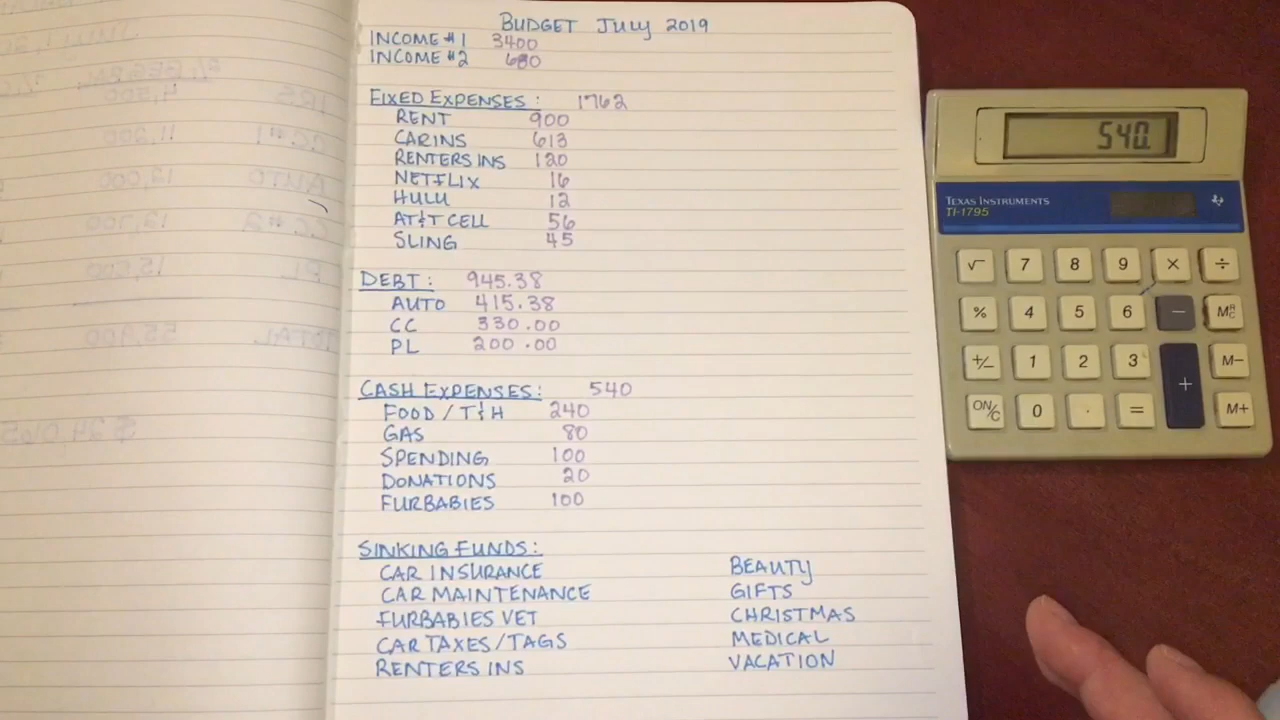 BUDGET JULY 2019
INCOME #1 3400
INCOME #2 680
FIXED EXPENSES: 1762
RENT 900
CAR INS 613
RENTERS INS 120
NETFLIX 16
HULU 12
AT&T CELL 56
SLING 45
DEBT: 945.38
AUTO 415.38
CC 330.00
PL 200.00
CASH EXPENSES: 540
FOOD / T&H 240
GAS 80
SPENDING 100
DONATIONS 20
FURBABIES 100
SINKING FUNDS:
CAR INSURANCE
CAR MAINTENANCE
FURBABIES VET
CAR TAXES/TAGS
RENTERS INS
BEAUTY
GIFTS
CHRISTMAS
MEDICAL
VACATION
540.
TEXAS INSTRUMENTS
TI-1795
√ 7 8 9 × ÷
% 4 5 6 − MRC
+/− 1 2 3 + M−
ON/C 0 . = M+